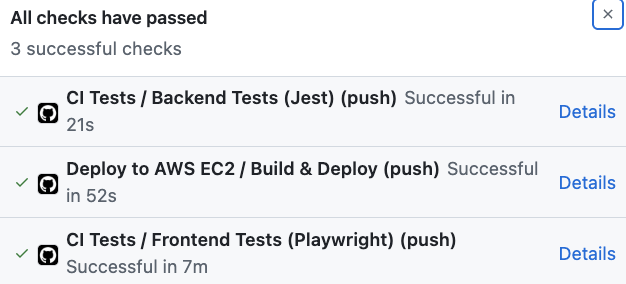 All checks have passed
3 successful checks
CI Tests / Backend Tests (Jest) (push) Successful in
21s
Details
Deploy to AWS EC2 / Build & Deploy (push) Successful
in 52s
Details
CI Tests / Frontend Tests (Playwright) (push)
Successful in 7m
Details